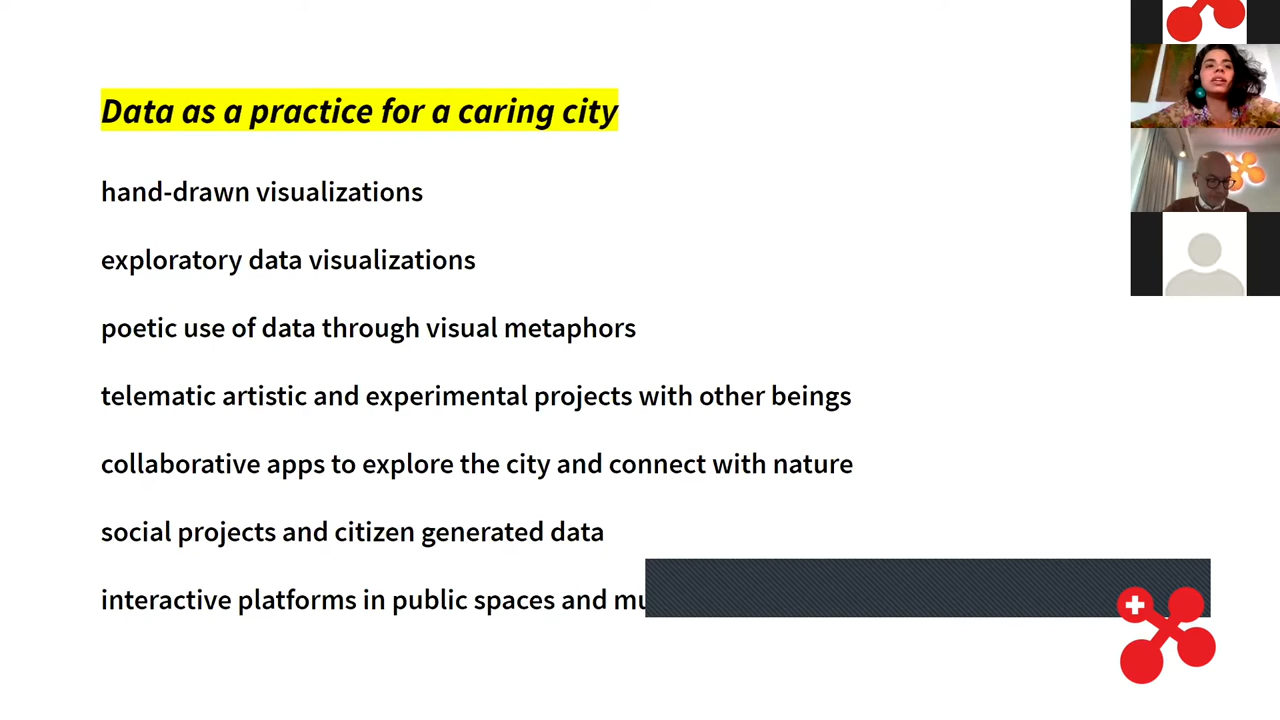 Data as a practice for a caring city
hand-drawn visualizations
exploratory data visualizations
poetic use of data through visual metaphors
telematic artistic and experimental projects with other beings
collaborative apps to explore the city and connect with nature
social projects and citizen generated data
interactive platforms in public spaces and